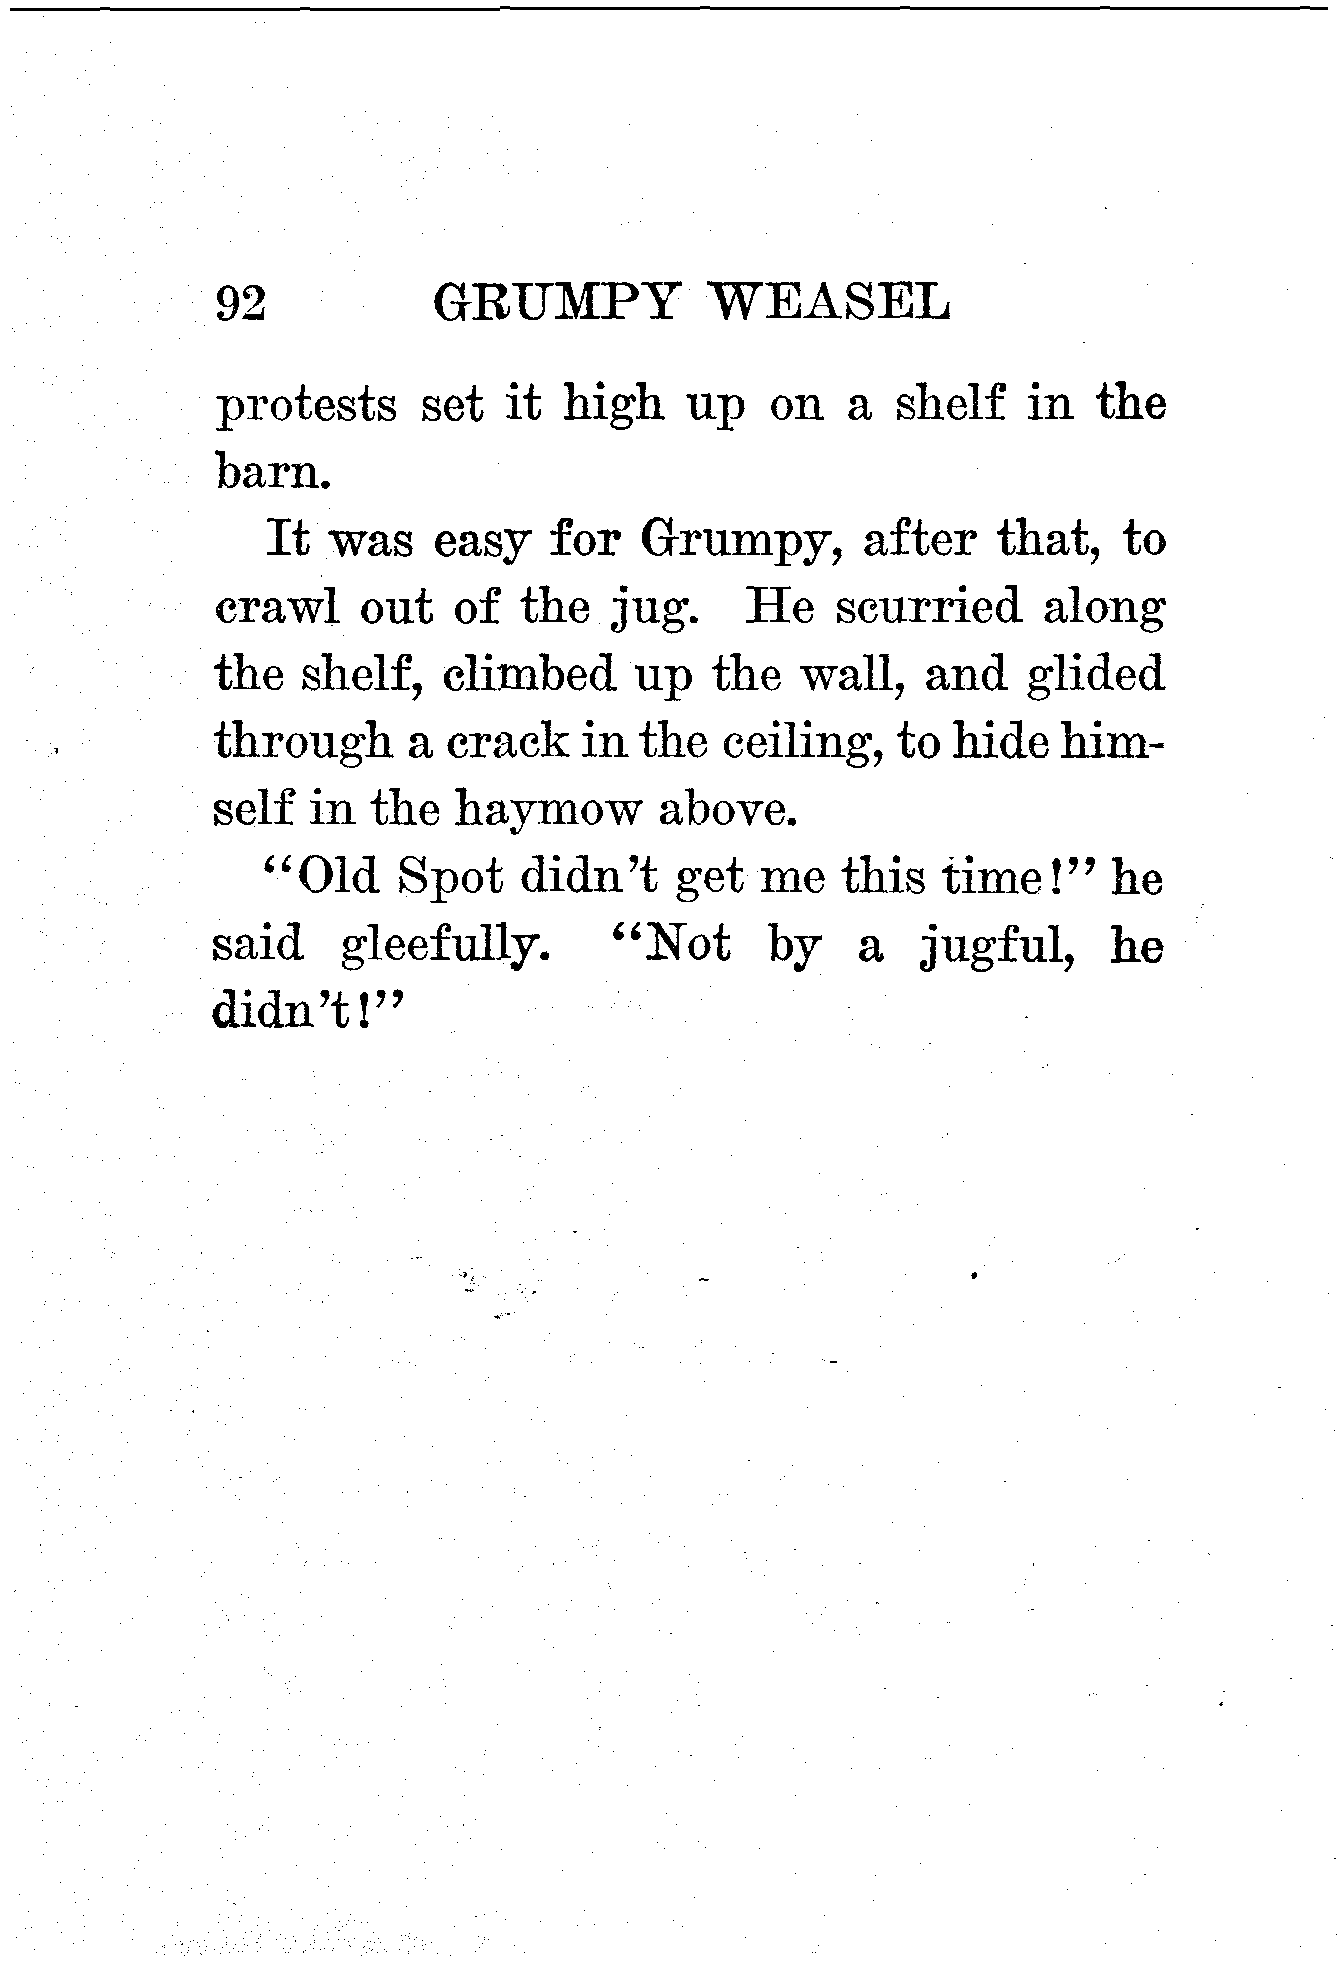 92 GRUMPY WEASEL
protests set it high up on a shelf in the
barn.
It was easy for Grumpy, after that, to
crawl out of the jug. He scurried along
the shelf, climbed up the wall, and glided
through a crack in the ceiling, to hide him-
self in the haymow above.
“Old Spot didn’t get me this time!” he
said gleefully. “Not by a jugful, he
didn’t!”